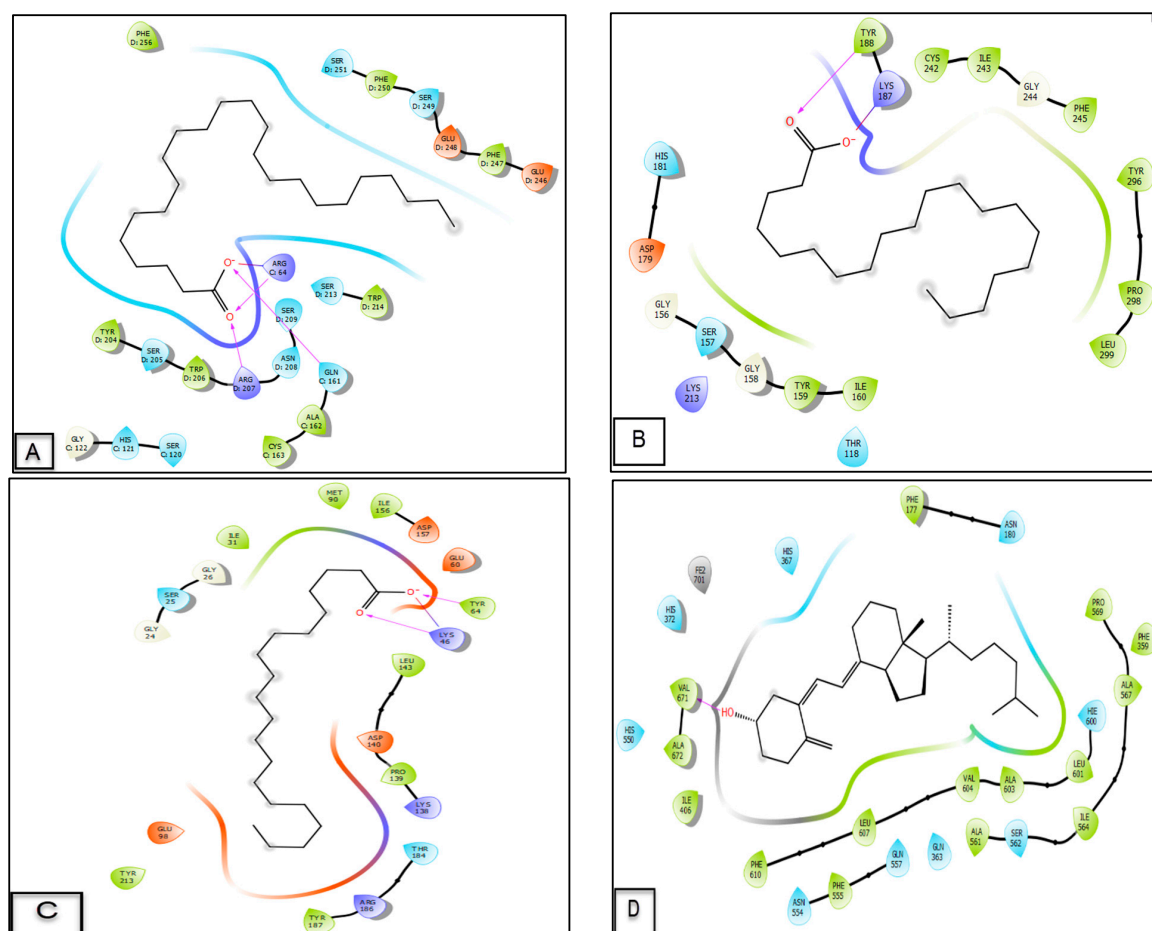 PHE
D:256
SER
D:251
PHE
D:250
SER
D:249
GLU
D:248
PHE
D:247
GLU
D:246
O-
O
ARG
C:64
SER
D:213
TRP
D:214
SER
D:209
TYR
D:204
SER
D:205
TRP
D:206
ARG
D:207
ASN
D:208
GLN
C:161
ALA
C:162
CYS
C:163
GLY
C:122
HIS
C:121
SER
C:120
A
TYR
188
LYS
187
CYS
242
ILE
243
GLY
244
PHE
245
O
O-
HIS
181
ASP
179
TYR
296
PRO
298
LEU
299
GLY
156
SER
157
GLY
158
TYR
159
ILE
160
LYS
213
THR
118
B
MET
90
ILE
156
ASP
157
GLU
60
ILE
31
GLY
26
SER
25
GLY
24
O-
O
TYR
64
LYS
46
LEU
143
ASP
140
PRO
139
LYS
138
GLU
98
THR
184
TYR
213
ARG
186
TYR
187
C
PHE
177
ASN
180
HIS
367
FE2
701
HIS
372
PRO
569
PHE
359
VAL
671
HO
ALA
567
HIS
550
ALA
672
HIE
600
LEU
601
ILE
406
VAL
604
ALA
603
LEU
607
ALA
561
SER
562
ILE
564
PHE
610
GLN
557
GLN
363
PHE
555
ASN
554
D